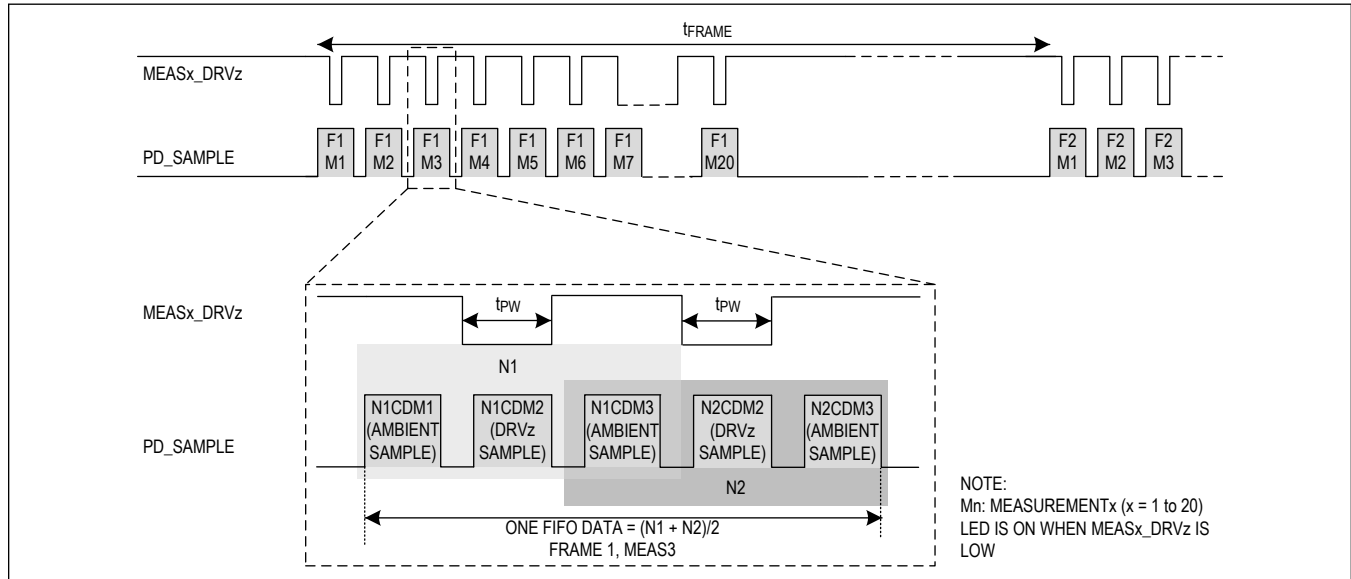 tFRAME
MEASx_DRVz
PD_SAMPLE
F1
M1
F1
M2
F1
M3
F1
M4
F1
M5
F1
M6
F1
M7
F1
M20
F2
M1
F2
M2
F2
M3
MEASx_DRVz
tPW
tPW
N1
PD_SAMPLE
N1CDM1
(AMBIENT
SAMPLE)
N1CDM2
(DRVz
SAMPLE)
N1CDM3
(AMBIENT
SAMPLE)
N2CDM2
(DRVz
SAMPLE)
N2CDM3
(AMBIENT
SAMPLE)
N2
ONE FIFO DATA = (N1 + N2)/2
FRAME 1, MEAS3
NOTE:
Mn: MEASUREMENTx (x = 1 to 20)
LED IS ON WHEN MEASx_DRVz IS
LOW